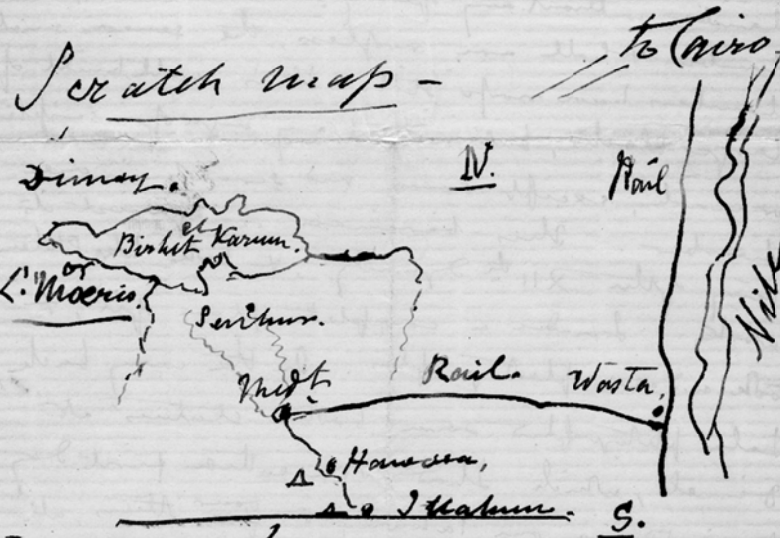 Scratch map -
to Cairo.
N.
Rail
Dimay.
Birket el Karun.
or
L. Moeris.
Nile
Senhur.
Medt.
Rail.
Wasta.
Hawara,
Illahun.
S.